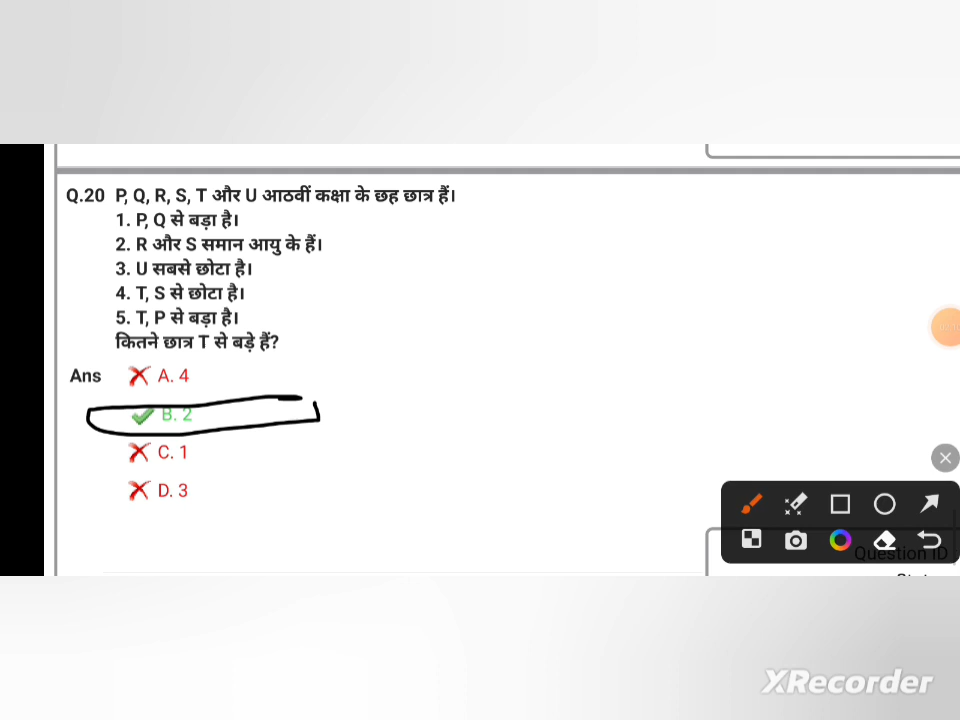 Q.20 P, Q, R, S, T और U आठवीं कक्षा के छह छात्र हैं।
1. P, Q से बड़ा है।
2. R और S समान आयु के हैं।
3. U सबसे छोटा है।
4. T, S से छोटा है।
5. T, P से बड़ा है।
कितने छात्र T से बड़े हैं?
Ans A. 4
B. 2
C. 1
D. 3
Question ID
XRecorder